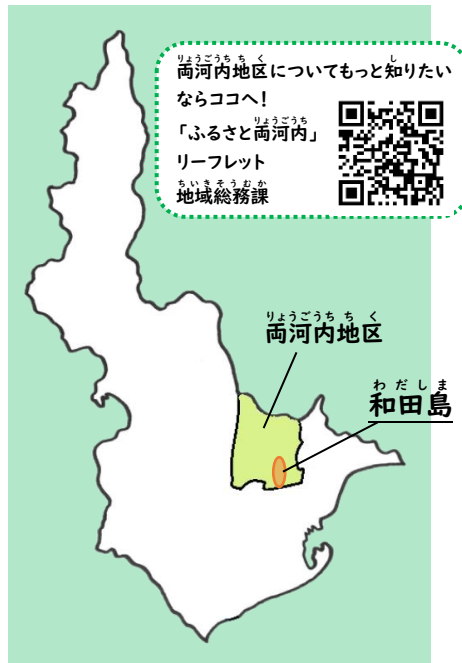 両河内地区についてもっと知りたい
ならココへ!
「ふるさと両河内」
リーフレット
地域総務課
両河内地区
和田島